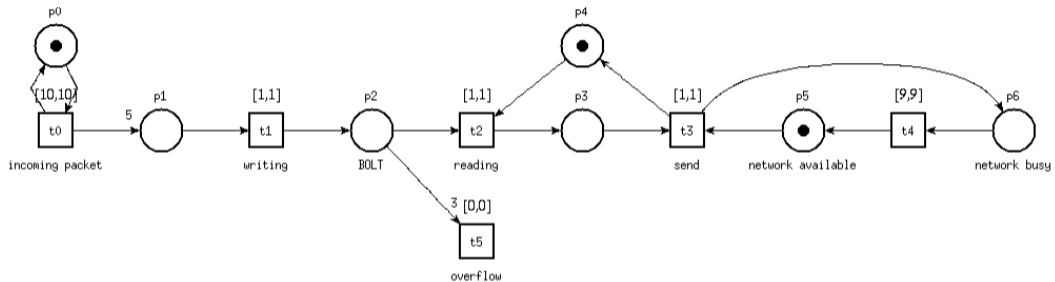 p0
p4
[10,10]
5
p1
[1,1]
p2
[1,1]
p3
[1,1]
p5
[9,9]
p6
t0
t1
t2
t3
t4
incoming packet
writing
BOLT
reading
send
network available
network busy
3
[0,0]
t5
overflow